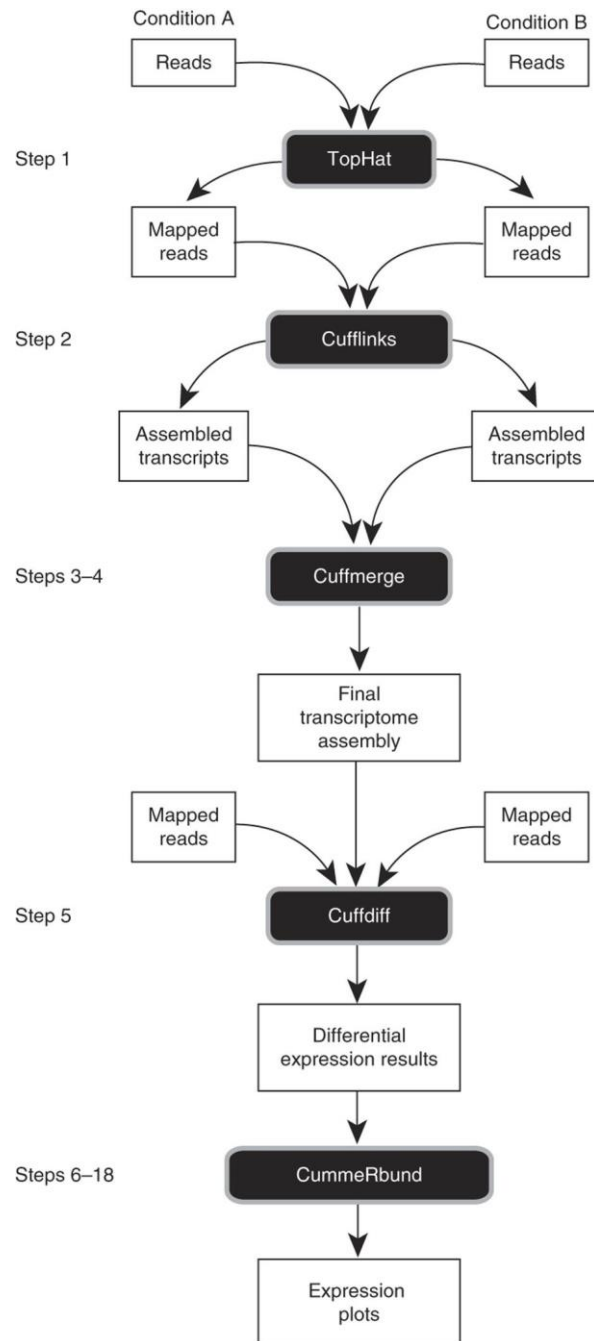 Condition A
Condition B
Reads
Reads
Step 1
TopHat
Mapped
reads
Mapped
reads
Step 2
Cufflinks
Assembled
transcripts
Assembled
transcripts
Steps 3–4
Cuffmerge
Final
transcriptome
assembly
Mapped
reads
Mapped
reads
Step 5
Cuffdiff
Differential
expression results
Steps 6–18
CummeRbund
Expression
plots